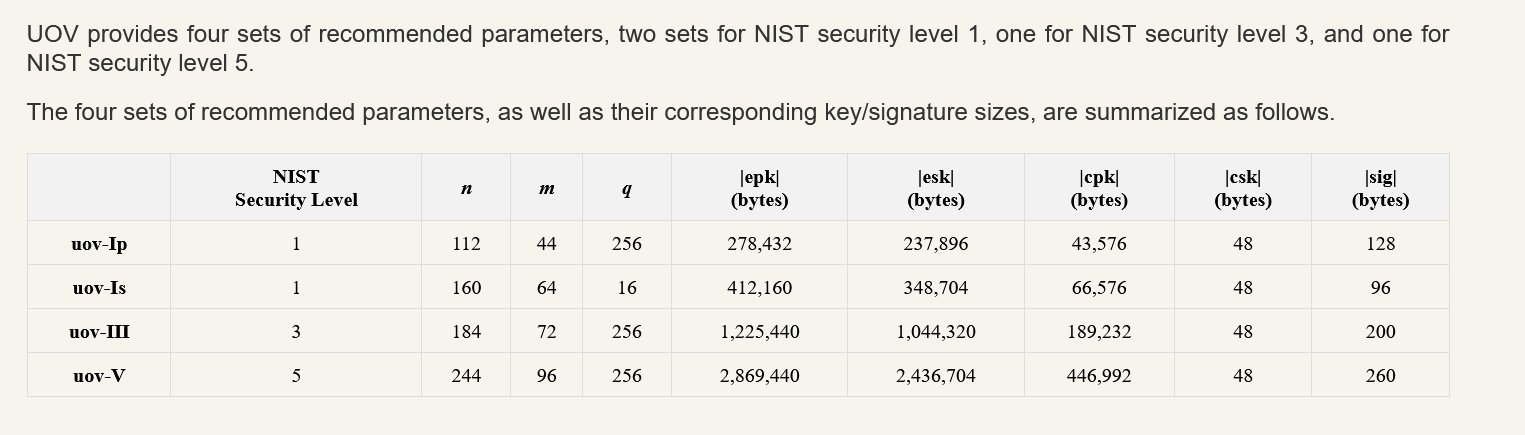 UOV provides four sets of recommended parameters, two sets for NIST security level 1, one for NIST security level 3, and one for
NIST security level 5.
The four sets of recommended parameters, as well as their corresponding key/signature sizes, are summarized as follows.
NIST Security Level n m q |epk| (bytes) |esk| (bytes) |cpk| (bytes) |csk| (bytes) |sig| (bytes)
uov-Ip 1 112 44 256 278,432 237,896 43,576 48 128
uov-Is 1 160 64 16 412,160 348,704 66,576 48 96
uov-III 3 184 72 256 1,225,440 1,044,320 189,232 48 200
uov-V 5 244 96 256 2,869,440 2,436,704 446,992 48 260